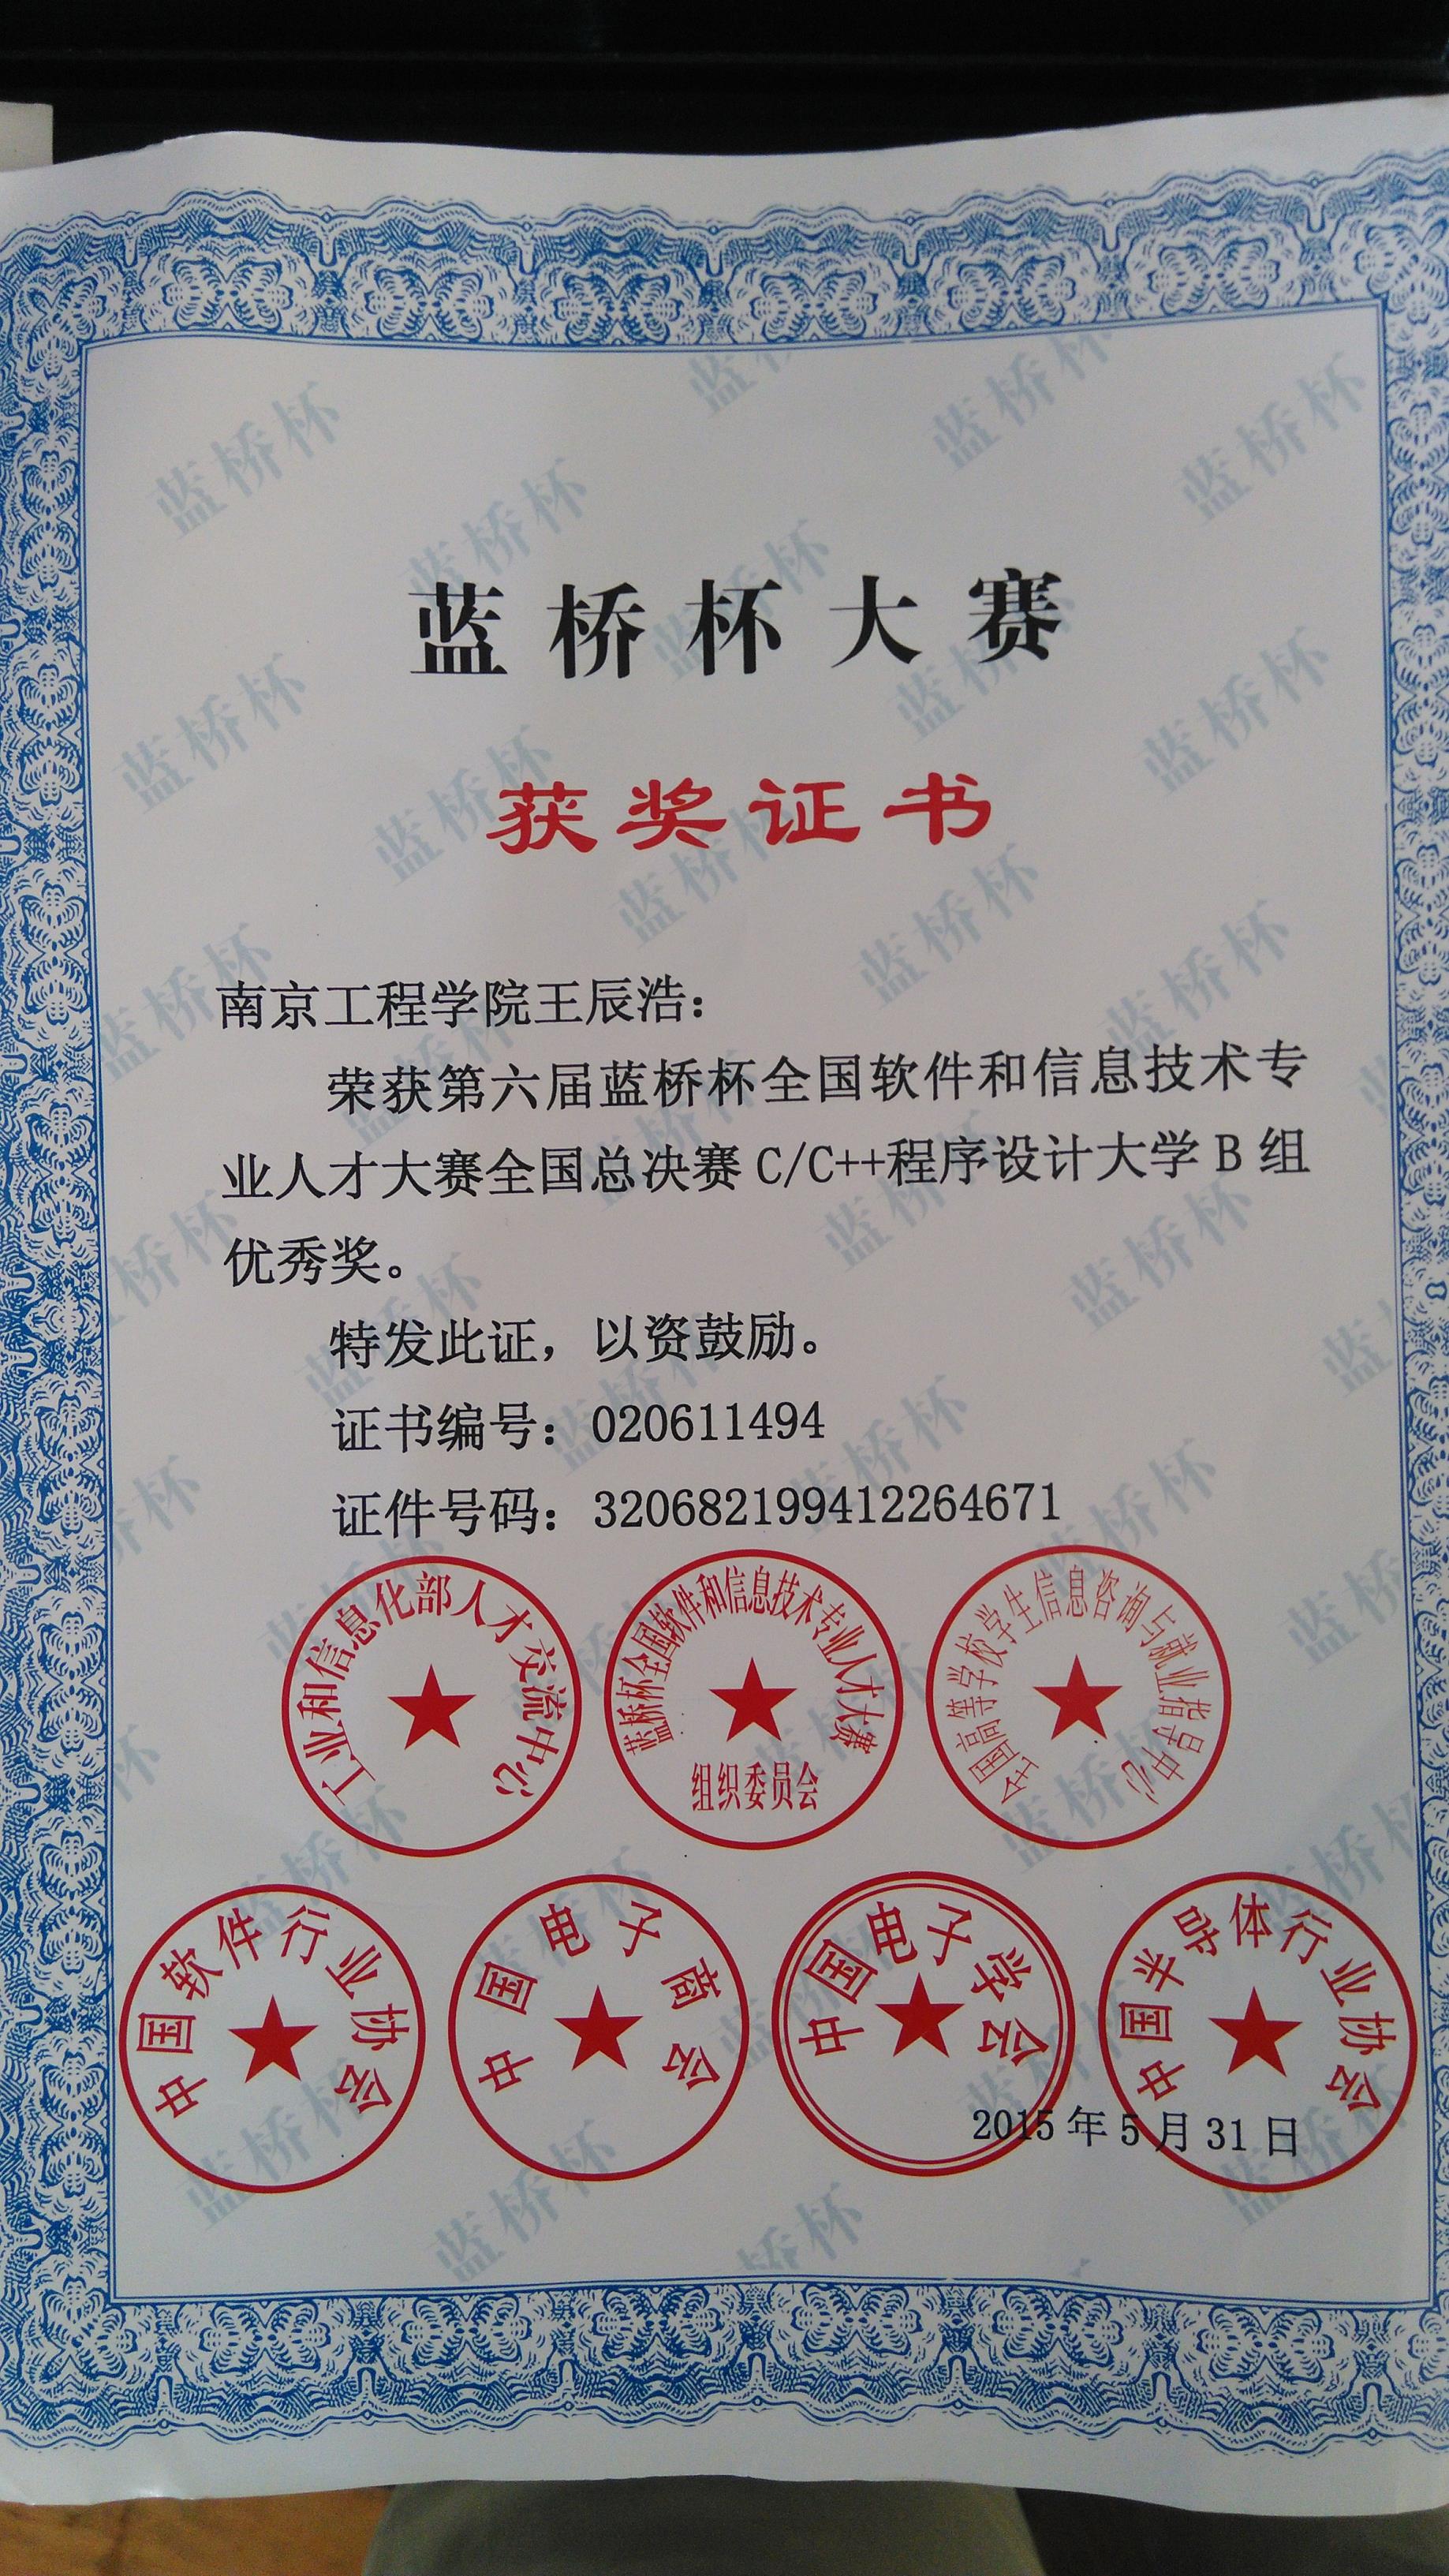 蓝桥杯大赛
获奖证书
南京工程学院王辰浩：
荣获第六届蓝桥杯全国软件和信息技术专
业人才大赛全国总决赛 C/C++程序设计大学 B 组
优秀奖。
特发此证，以资鼓励。
证书编号：020611494
证件号码：320682199412264671
工业和信息化部人才交流中心
蓝桥杯全国软件和信息技术专业人才大赛
组织委员会
全国高等学校学生信息咨询与就业指导中心
中国软件行业协会
中国电子商会
中国电子学会
中国半导体行业协会
2015 年 5 月 31 日
蓝桥杯